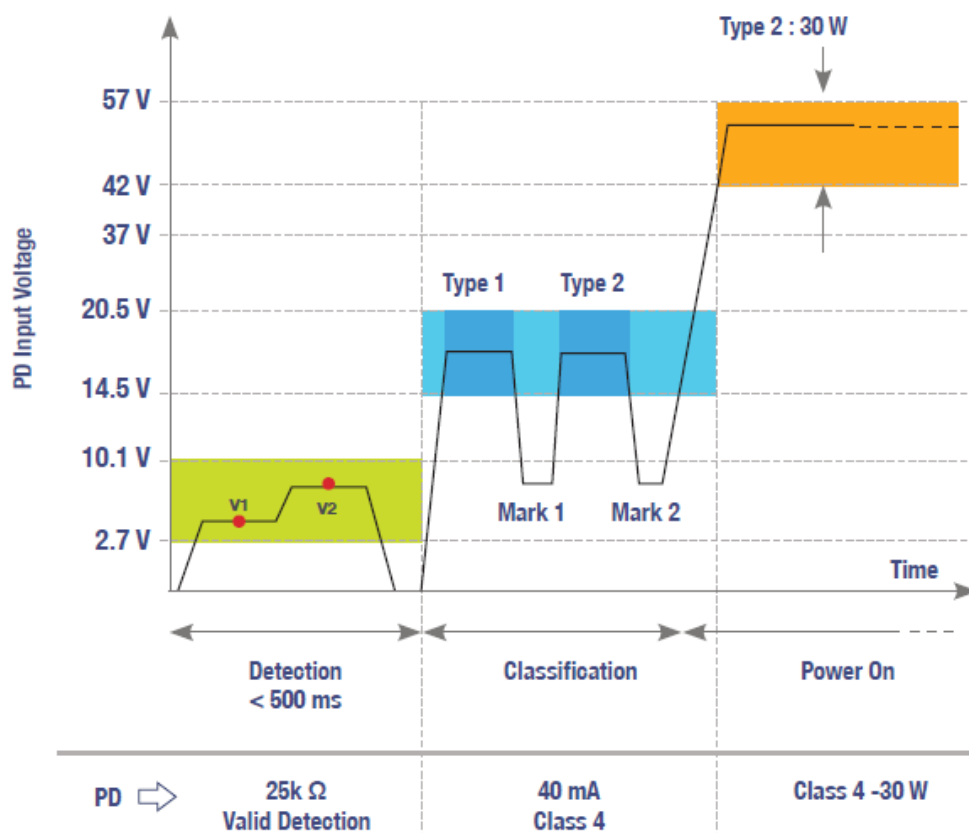 Type 2 : 30 W
57 V
42 V
37 V
20.5 V
14.5 V
10.1 V
2.7 V
PD Input Voltage
Type 1
Type 2
V1
V2
Mark 1
Mark 2
Time
Detection
< 500 ms
Classification
Power On
PD
25k Ω
Valid Detection
40 mA
Class 4
Class 4 -30 W